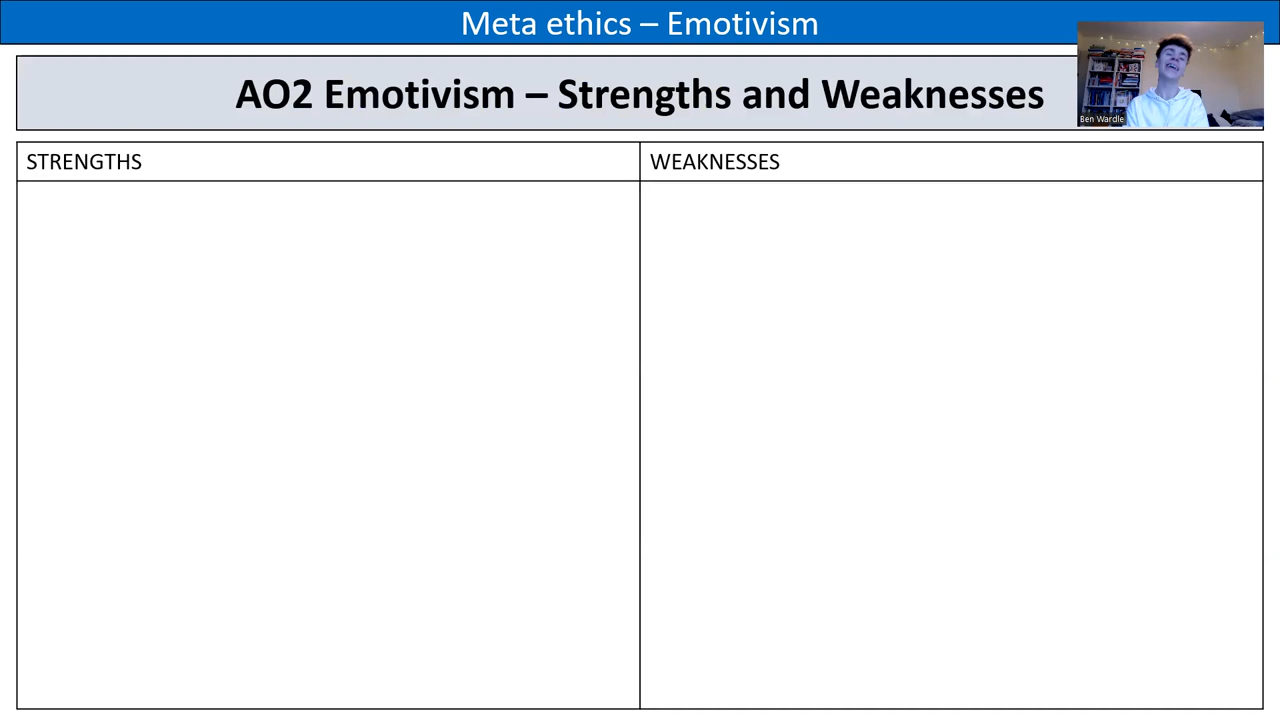 Meta ethics – Emotivism
AO2 Emotivism – Strengths and Weaknesses
Ben Wardle
STRENGTHS
WEAKNESSES